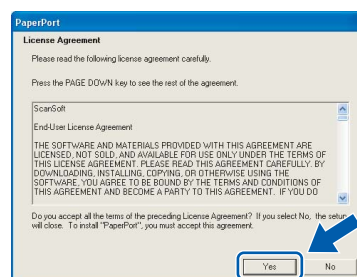 PaperPort
License Agreement
Please read the following license agreement carefully.
Press the PAGE DOWN key to see the rest of the agreement.
ScanSoft
End-User License Agreement
THE SOFTWARE AND MATERIALS PROVIDED WITH THIS AGREEMENT ARE
LICENSED, NOT SOLD, AND AVAILABLE FOR USE ONLY UNDER THE TERMS OF
THIS LICENSE AGREEMENT. PLEASE READ THIS AGREEMENT CAREFULLY. BY
DOWNLOADING, INSTALLING, COPYING, OR OTHERWISE USING THE
SOFTWARE, YOU AGREE TO BE BOUND BY THE TERMS AND CONDITIONS OF
THIS AGREEMENT AND BECOME A PARTY TO THIS AGREEMENT. IF YOU DO
Do you accept all the terms of the preceding License Agreement? If you select No, the setup
will close. To install "PaperPort", you must accept this agreement.
Yes
No